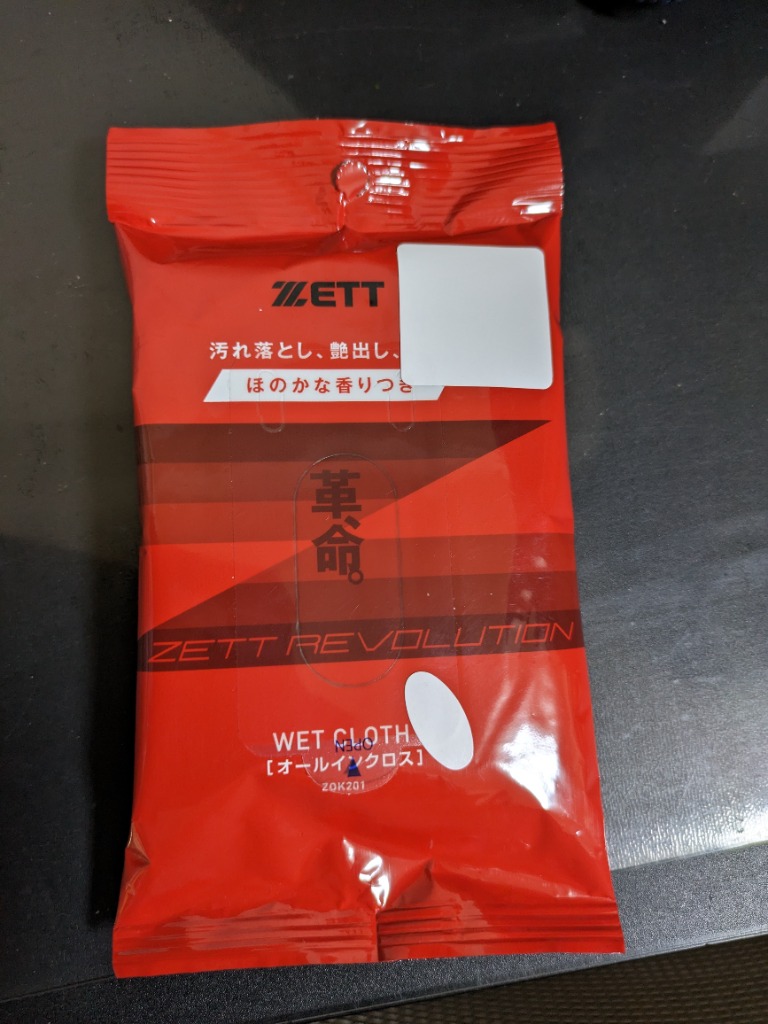 ZETT
汚れ落とし、艶出し、
ほのかな香りつき
革命。
ZETT REVOLUTION
WET CLOTH
OPEN
[オールインクロス]
ZOK201